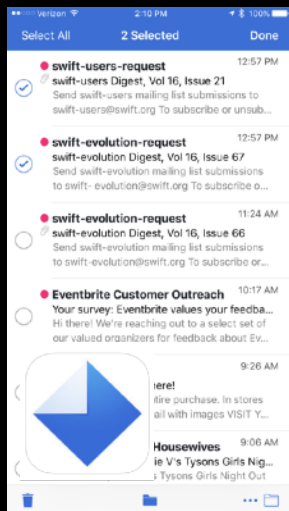 verizon 2:10 PM 100%
Select All 2 Selected Done
swift-users-request 12:57 PM
swift-users Digest, Vol 16, Issue 21
Send swift-users mailing list submissions to
swift-users@swift.org To subscribe or unsub...
swift-evolution-request 12:57 PM
swift-evolution Digest, Vol 16, Issue 67
Send swift-evolution mailing list submissions
to swift- evolution@swift.org To subscribe o...
swift-evolution-request 11:24 AM
swift-evolution Digest, Vol 16, Issue 66
Send swift-evolution mailing list submissions
to swift-evolution@swift.org To subscribe or...
Eventbrite Customer Outreach 10:17 AM
Your survey: Eventbrite values your feedba...
Hi there! We're reaching out to a select set of
our valued organizers for feedback about Ev...
9:26 AM
ere!
tire purchase. In stores
ail with images VISIT Y...
Housewives 9:06 AM
ie V's Tysons Girls Nig...
s Tysons Girls Night Out